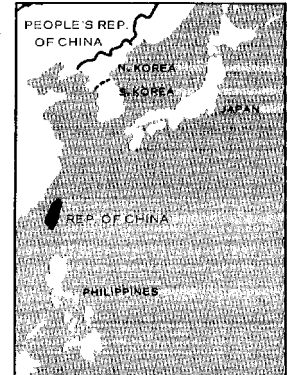 PEOPLE'S REP.
OF CHINA
N. KOREA
S. KOREA
JAPAN
REP. OF CHINA
PHILIPPINES